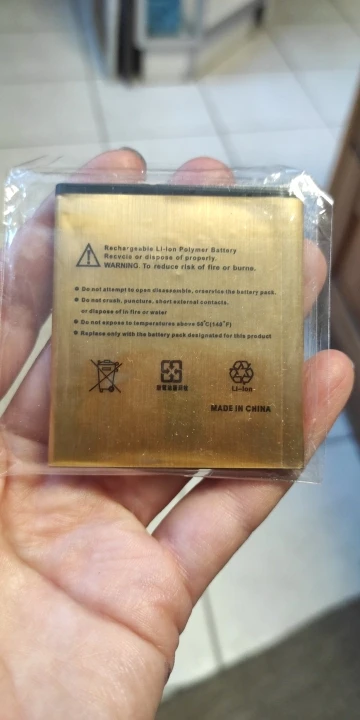 Rechargeable Li-Ion Polymer Battery
Recycle or dispose of properly.
WARNING: To reduce risk of fire or burns.
Do not attempt to open disessemble, orservice the battery pack.
Do not crush, puncture, short external contacts.
or dispose of in fire or water
Do not expose to temperatures above 60°C(140°F)
Replace only with the battery pack designated for this product
Li-Ion
MADE IN CHINA